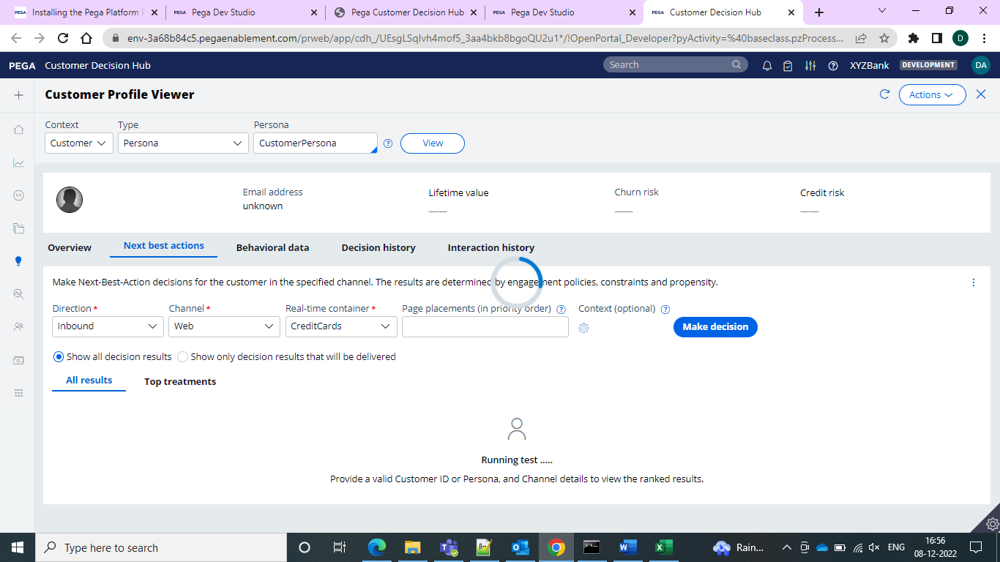 Installing the Pega Platform
Pega Dev Studio
Pega Customer Decision Hub
Pega Dev Studio
Customer Decision Hub
env-3a68b84c5.pegaenablement.com/prweb/app/cdh_/UEsgLSqIvh4mof5_3aa4bkb8bgoQU2u1*/!OpenPortal_Developer?pyActivity=%40baseclass.pzProcess...
D
PEGA Customer Decision Hub
Search
XYZBank
DEVELOPMENT
DA
Customer Profile Viewer
Actions
Context Type Persona
Customer Persona CustomerPersona View
Email address Lifetime value Churn risk Credit risk
unknown
Overview Next best actions Behavioral data Decision history Interaction history
Make Next-Best-Action decisions for the customer in the specified channel. The results are determined by engagement policies, constraints and propensity.
Direction * Channel * Real-time container * Page placements (in priority order) Context (optional)
Inbound Web CreditCards Make decision
Show all decision results Show only decision results that will be delivered
All results Top treatments
Running test .....
Provide a valid Customer ID or Persona, and Channel details to view the ranked results.
Type here to search
Rain...
ENG
16:56
08-12-2022